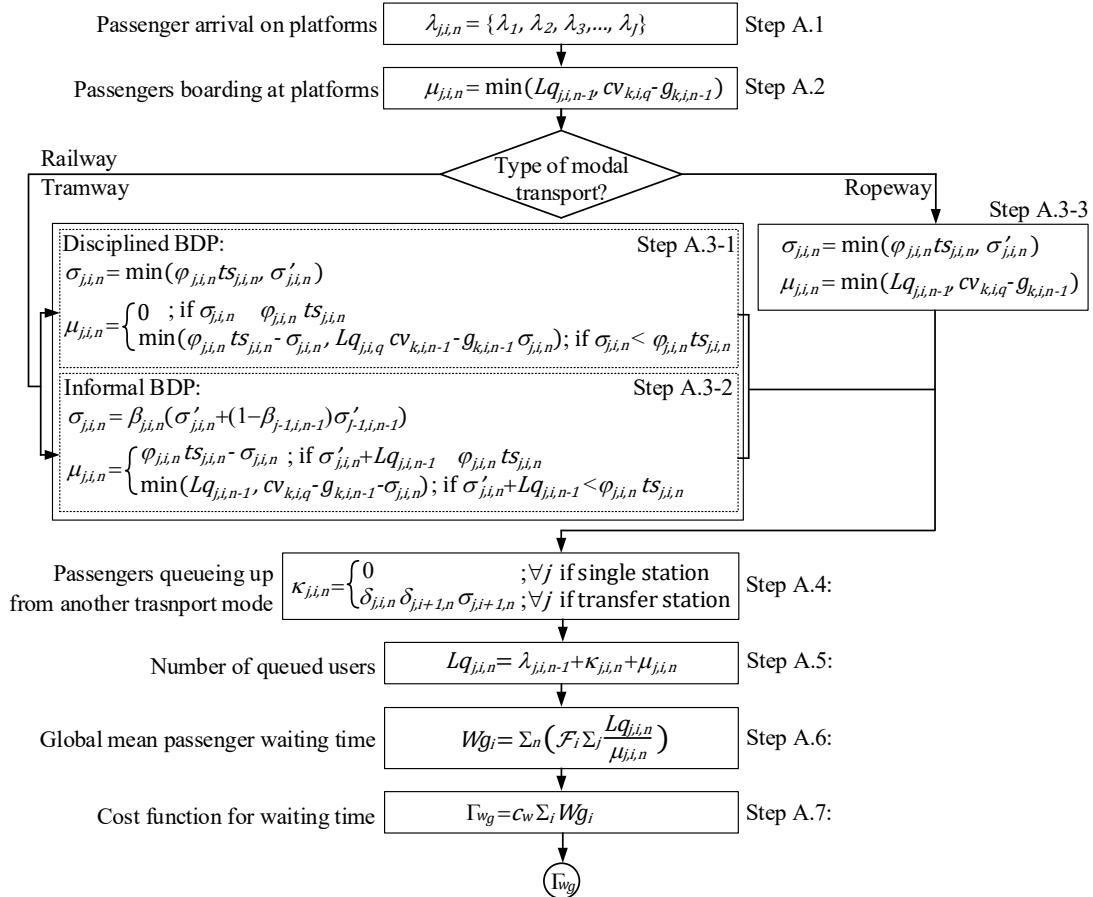 Passenger arrival on platforms
λj,i,n = {λ1, λ2, λ3,..., λj}
Step A.1
Passengers boarding at platforms
μj,i,n = min(Lqj,i,n-1, cvk,i,q-gk,i,n-1)
Step A.2
Type of modal
transport?
Railway
Tramway
Ropeway
Disciplined BDP:
Step A.3-1
σj,i,n = min(φj,i,n tsj,i,n, σ′j,i,n)
μj,i,n = {0 ; if σj,i,n φj,i,n tsj,i,n
min(φj,i,n tsj,i,n- σj,i,n, Lqj,i,q cvk,i,n-1-gk,i,n-1 σj,i,n); if σj,i,n< φj,i,n tsj,i,n
Informal BDP:
Step A.3-2
σj,i,n = βj,i,n(σ′j,i,n+(1−βj-1,i,n-1)σ′J-1,i,n-1)
μj,i,n = {φj,i,n tsj,i,n- σj,i,n ; if σ′j,i,n+Lqj,i,n-1 φj,i,n tsj,i,n
min(Lqj,i,n-1, cvk,i,q-gk,i,n-1-σj,i,n); if σ′j,i,n+Lqj,i,n-1<φj,i,n tsj,i,n
Step A.3-3
σj,i,n = min(φj,i,n tsj,i,n, σ′j,i,n)
μj,i,n = min(Lqj,i,n-1, cvk,i,q-gk,i,n-1)
Passengers queueing up
from another trasnport mode
κj,i,n = {0 ;∀j if single station
δj,i,n δj,i+1,n σj,i+1,n ;∀j if transfer station
Step A.4:
Number of queued users
Lqj,i,n = λj,i,n-1+κj,i,n+μj,i,n
Step A.5:
Global mean passenger waiting time
Wgi = Σn(ℱi Σj Lqj,i,n/μj,i,n)
Step A.6:
Cost function for waiting time
Γwg=cw Σi Wgi
Step A.7:
Γwg